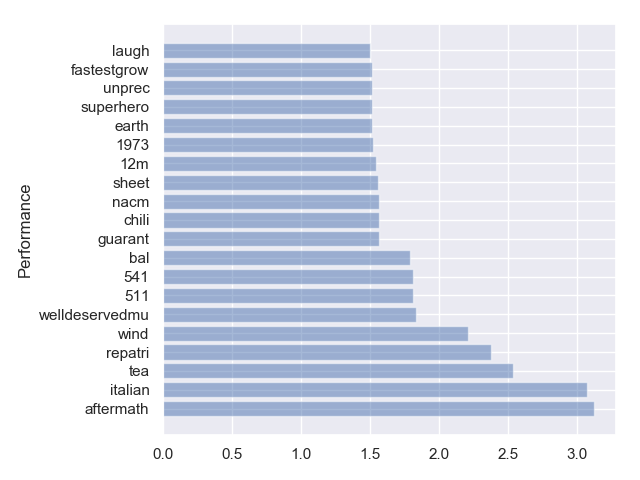 Performance
laugh
fastestgrow
unprec
superhero
earth
1973
12m
sheet
nacm
chili
guarant
bal
541
511
welldeservedmu
wind
repatri
tea
italian
aftermath
0.0 0.5 1.0 1.5 2.0 2.5 3.0